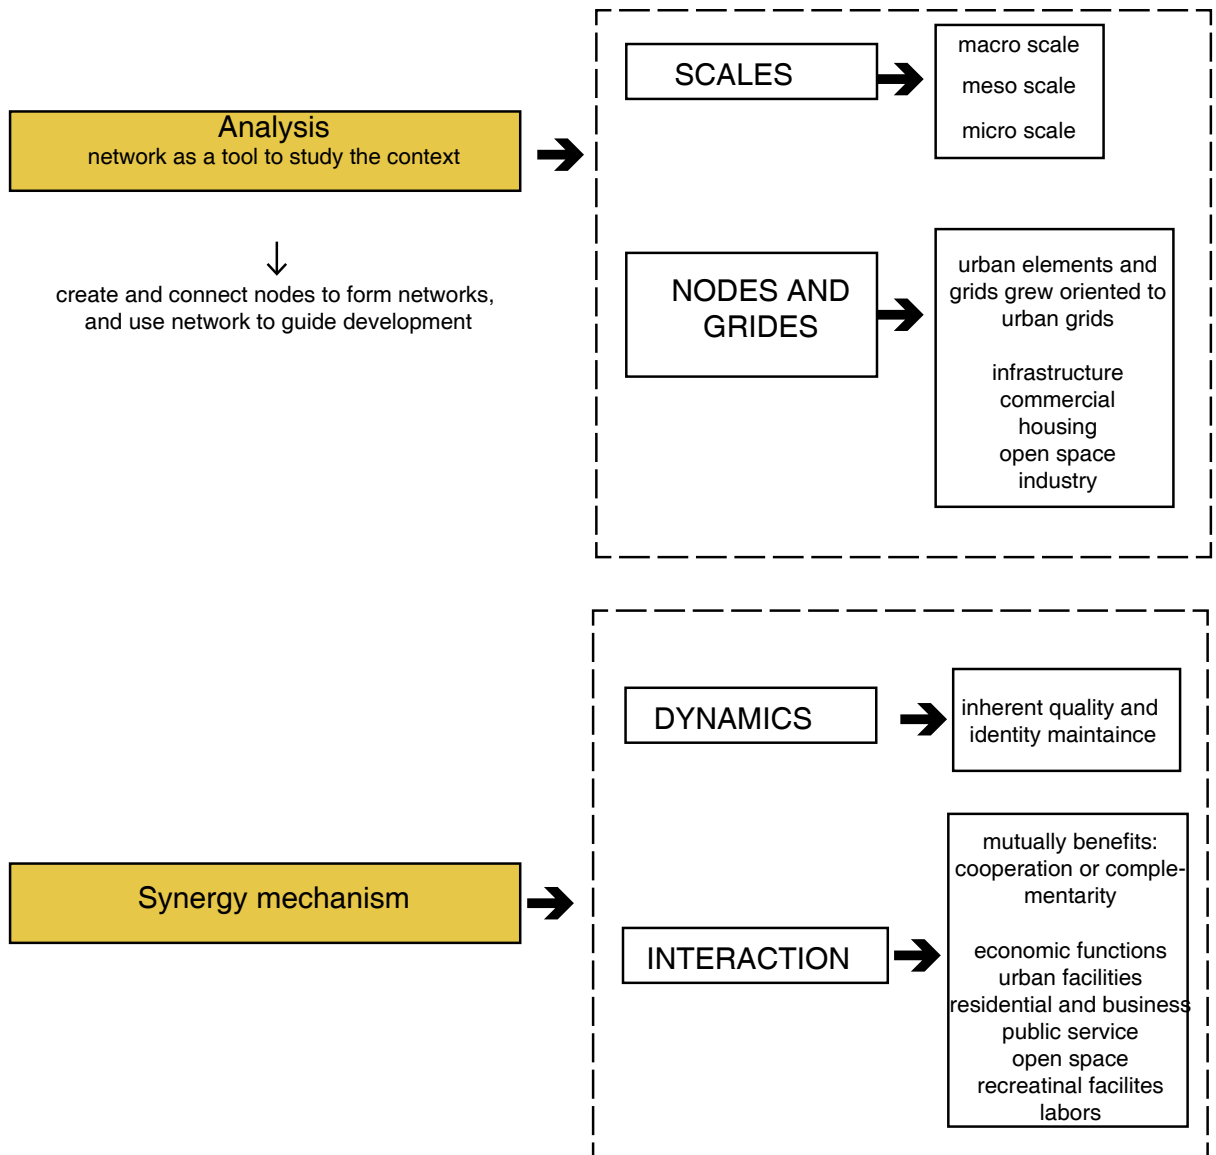 Analysis
network as a tool to study the context
create and connect nodes to form networks,
and use network to guide development
SCALES
macro scale
meso scale
micro scale
NODES AND
GRIDES
urban elements and
grids grew oriented to
urban grids
infrastructure
commercial
housing
open space
industry
Synergy mechanism
DYNAMICS
inherent quality and
identity maintaince
INTERACTION
mutually benefits:
cooperation or comple-
mentarity
economic functions
urban facilities
residential and business
public service
open space
recreatinal facilites
labors